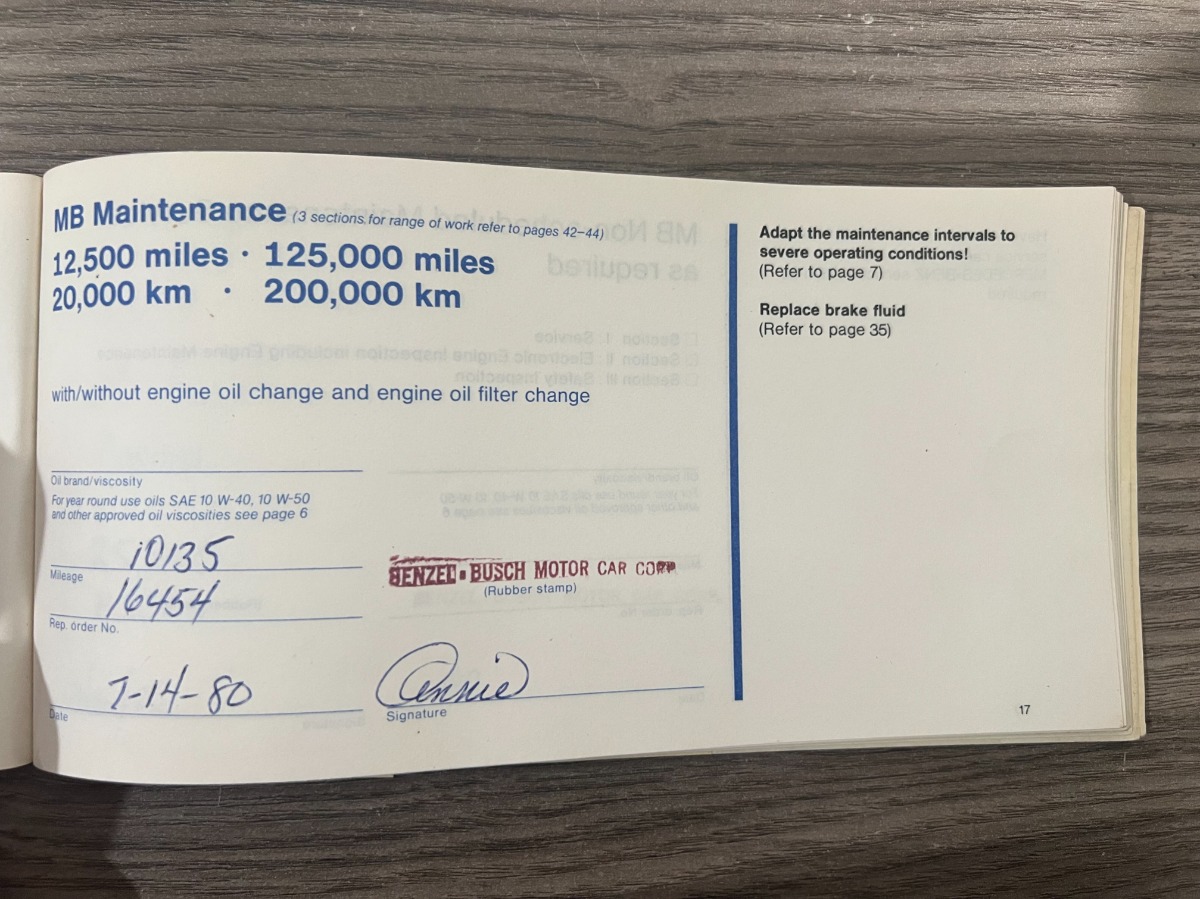 MB Maintenance (3 sections for range of work refer to pages 42-44)
12,500 miles · 125,000 miles
20,000 km · 200,000 km
with/without engine oil change and engine oil filter change
Oil brand/viscosity
For year round use oils SAE 10 W-40, 10 W-50
and other approved oil viscosities see page 6
10135
Mileage
16454
Rep. order No.
7-14-80
Date
BENZEL-BUSCH MOTOR CAR CORP
(Rubber stamp)
Annie
Signature
Adapt the maintenance intervals to
severe operating conditions!
(Refer to page 7)
Replace brake fluid
(Refer to page 35)
17